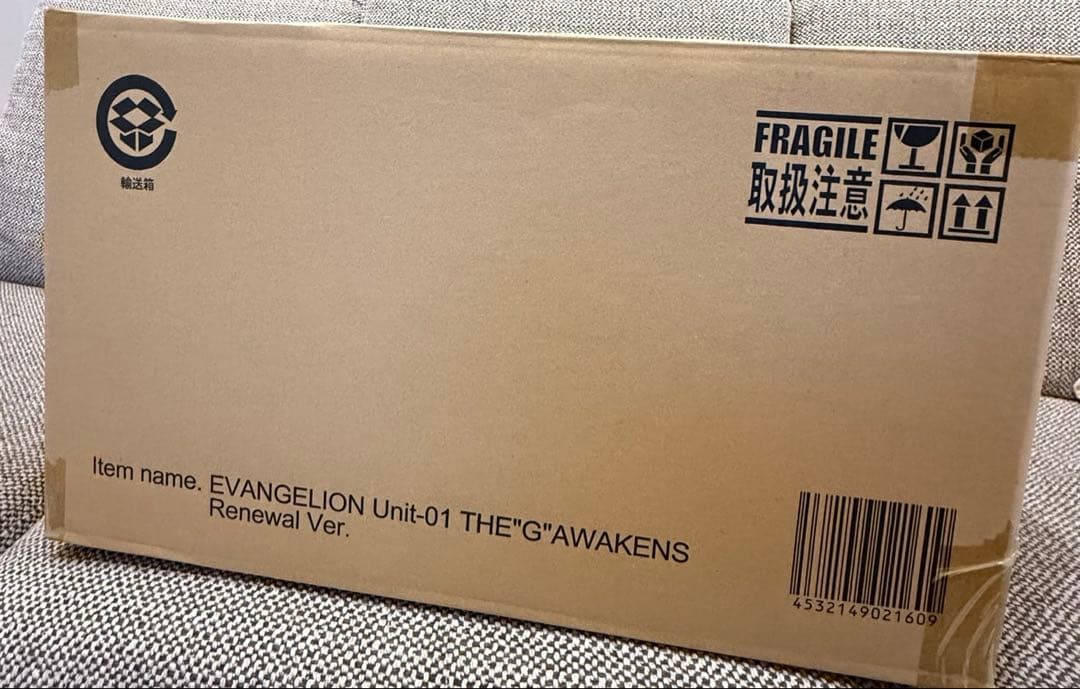 輸送箱
FRAGILE
取扱注意
Item name. EVANGELION Unit-01 THE"G"AWAKENS
Renewal Ver.
4532149021609